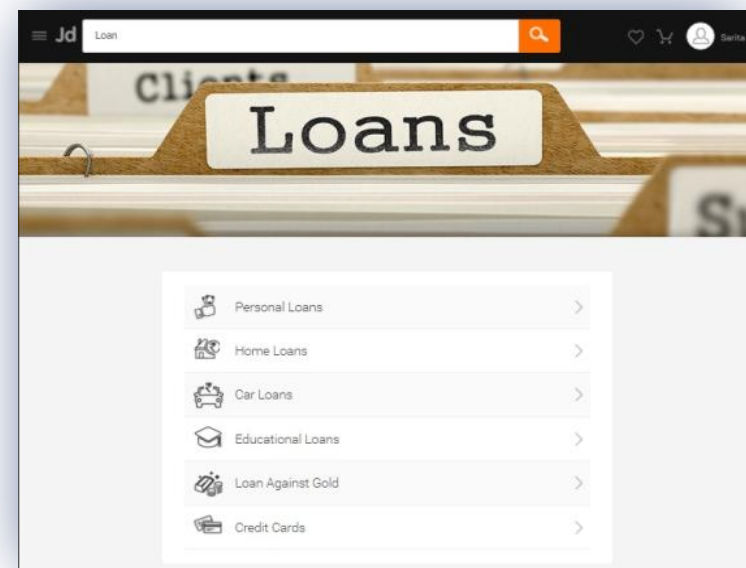 Jd Loan Sarita
Clients
Loans
Personal Loans
Home Loans
Car Loans
Educational Loans
Loan Against Gold
Credit Cards